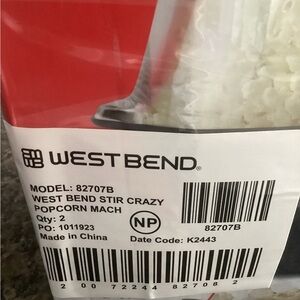 WEST BEND®
MODEL: 82707B
WEST BEND STIR CRAZY
POPCORN MACH
Qty: 2
PO: 1011923
Made in China
NP
82707B
Date Code: K2443
2 00 72244 82708 2